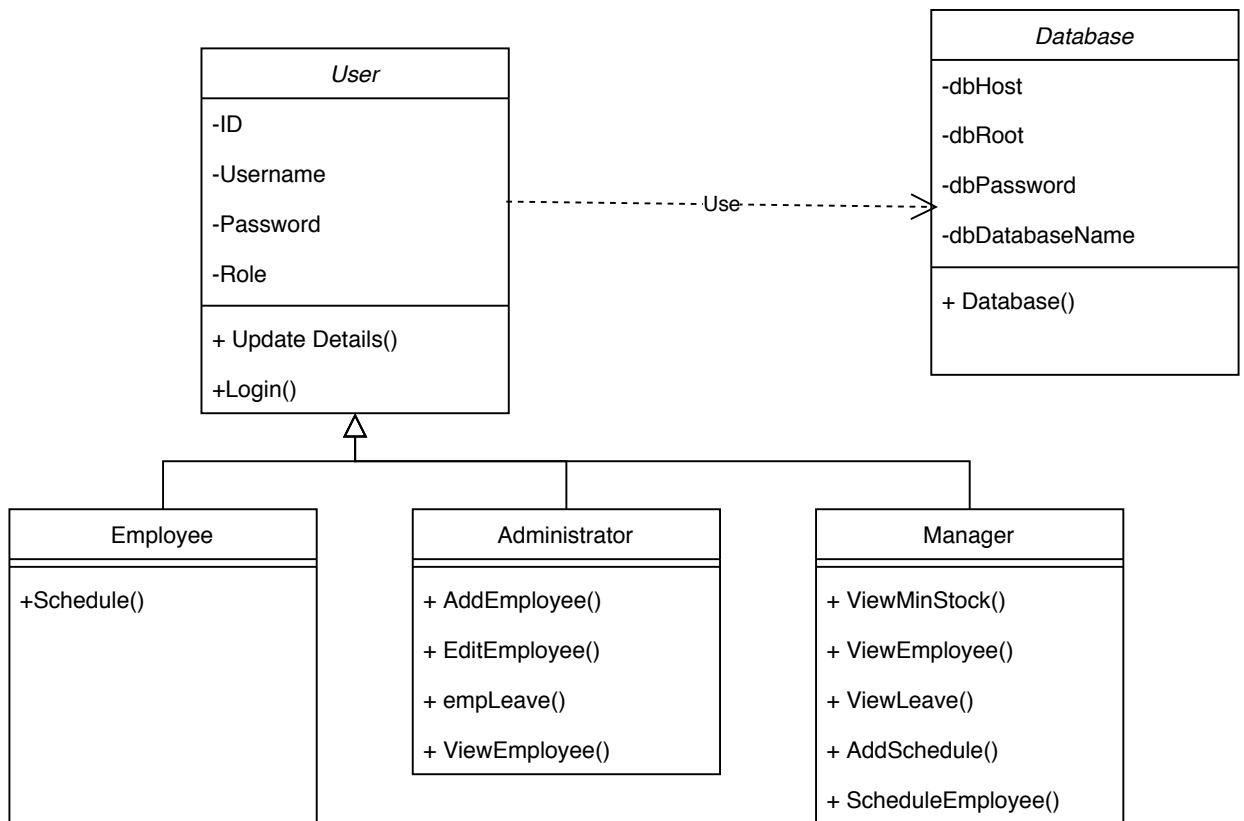 User
-ID
-Username
-Password
-Role
+ Update Details()
+Login()
Use
Database
-dbHost
-dbRoot
-dbPassword
-dbDatabaseName
+ Database()
Employee
+Schedule()
Administrator
+ AddEmployee()
+ EditEmployee()
+ empLeave()
+ ViewEmployee()
Manager
+ ViewMinStock()
+ ViewEmployee()
+ ViewLeave()
+ AddSchedule()
+ ScheduleEmployee()